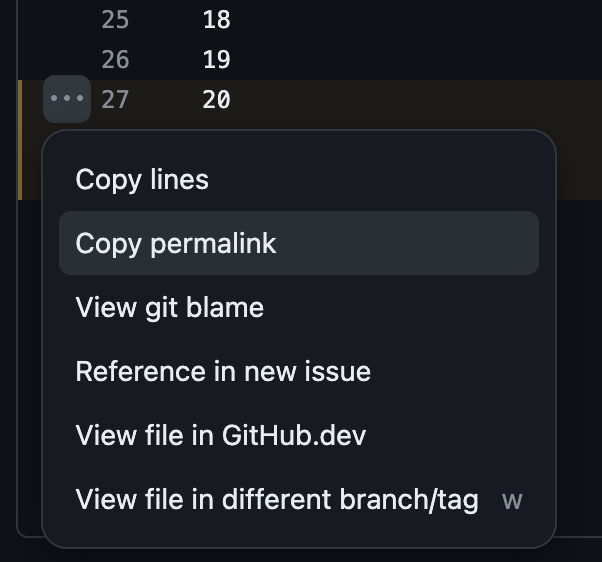 25 18
26 19
... 27 20
Copy lines
Copy permalink
View git blame
Reference in new issue
View file in GitHub.dev
View file in different branch/tag w